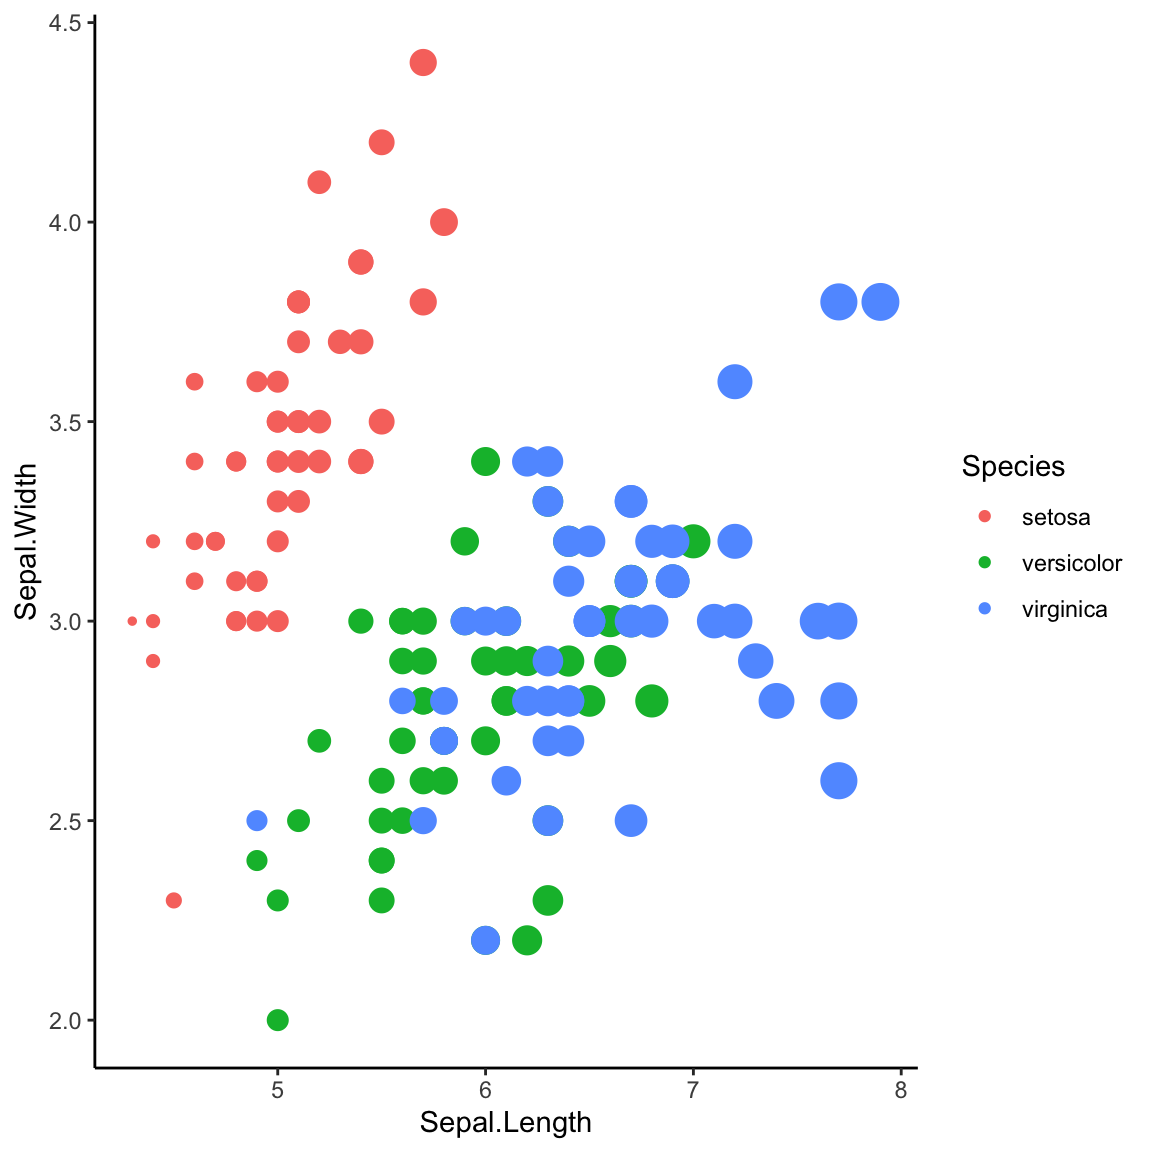 4.5
4.0
3.5
3.0
2.5
2.0
Sepal.Width
5 6 7 8
Sepal.Length
Species
setosa
versicolor
virginica